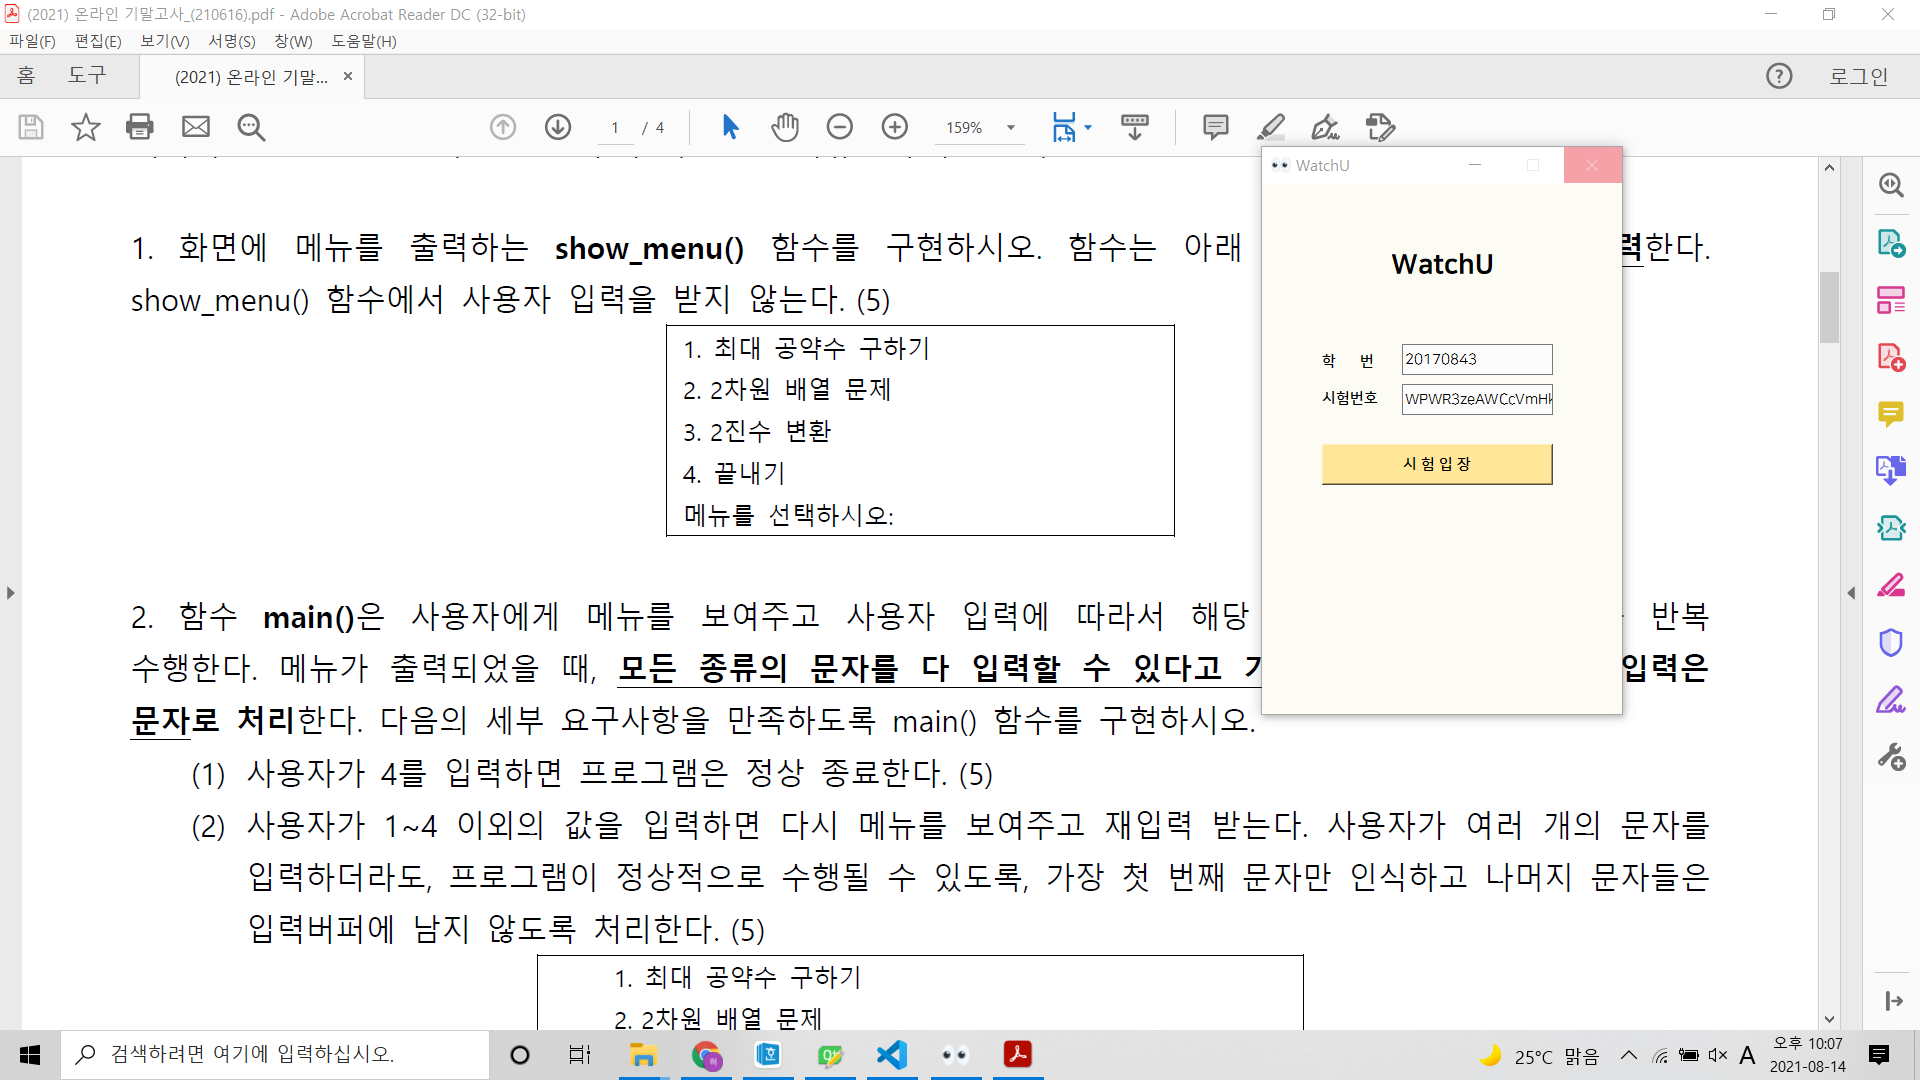 (2021) 온라인 기말고사_(210616).pdf - Adobe Acrobat Reader DC (32-bit)
파일(F) 편집(E) 보기(V) 서명(S) 창(W) 도움말(H)
홈 도구 (2021) 온라인 기말... × 로그인
1 / 4 159%
1. 화면에 메뉴를 출력하는 show_menu() 함수를 구현하시오. 함수는 아래 력한다.
show_menu() 함수에서 사용자 입력을 받지 않는다. (5)
1. 최대 공약수 구하기
2. 2차원 배열 문제
3. 2진수 변환
4. 끝내기
메뉴를 선택하시오:
2. 함수 main()은 사용자에게 메뉴를 보여주고 사용자 입력에 따라서 해당 반복
수행한다. 메뉴가 출력되었을 때, 모든 종류의 문자를 다 입력할 수 있다고 입력은
문자로 처리한다. 다음의 세부 요구사항을 만족하도록 main() 함수를 구현하시오.
(1) 사용자가 4를 입력하면 프로그램은 정상 종료한다. (5)
(2) 사용자가 1~4 이외의 값을 입력하면 다시 메뉴를 보여주고 재입력 받는다. 사용자가 여러 개의 문자를
입력하더라도, 프로그램이 정상적으로 수행될 수 있도록, 가장 첫 번째 문자만 인식하고 나머지 문자들은
입력버퍼에 남지 않도록 처리한다. (5)
1. 최대 공약수 구하기
2. 2차원 배열 문제
WatchU
WatchU
학 번 20170843
시험번호 WPWR3zeAWCcVmH
시험입장
검색하려면 여기에 입력하십시오.
25°C 맑음 A 오후 10:07
2021-08-14